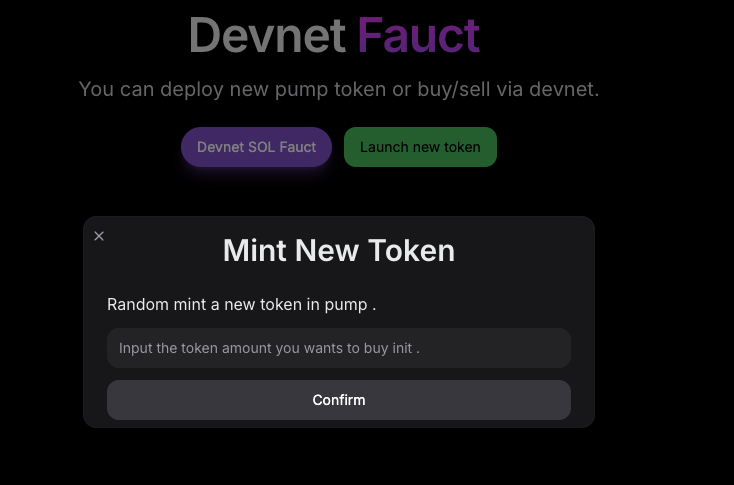 Devnet Fauct
You can deploy new pump token or buy/sell via devnet.
Devnet SOL Fauct
Launch new token
Mint New Token
Random mint a new token in pump .
Input the token amount you wants to buy init .
Confirm